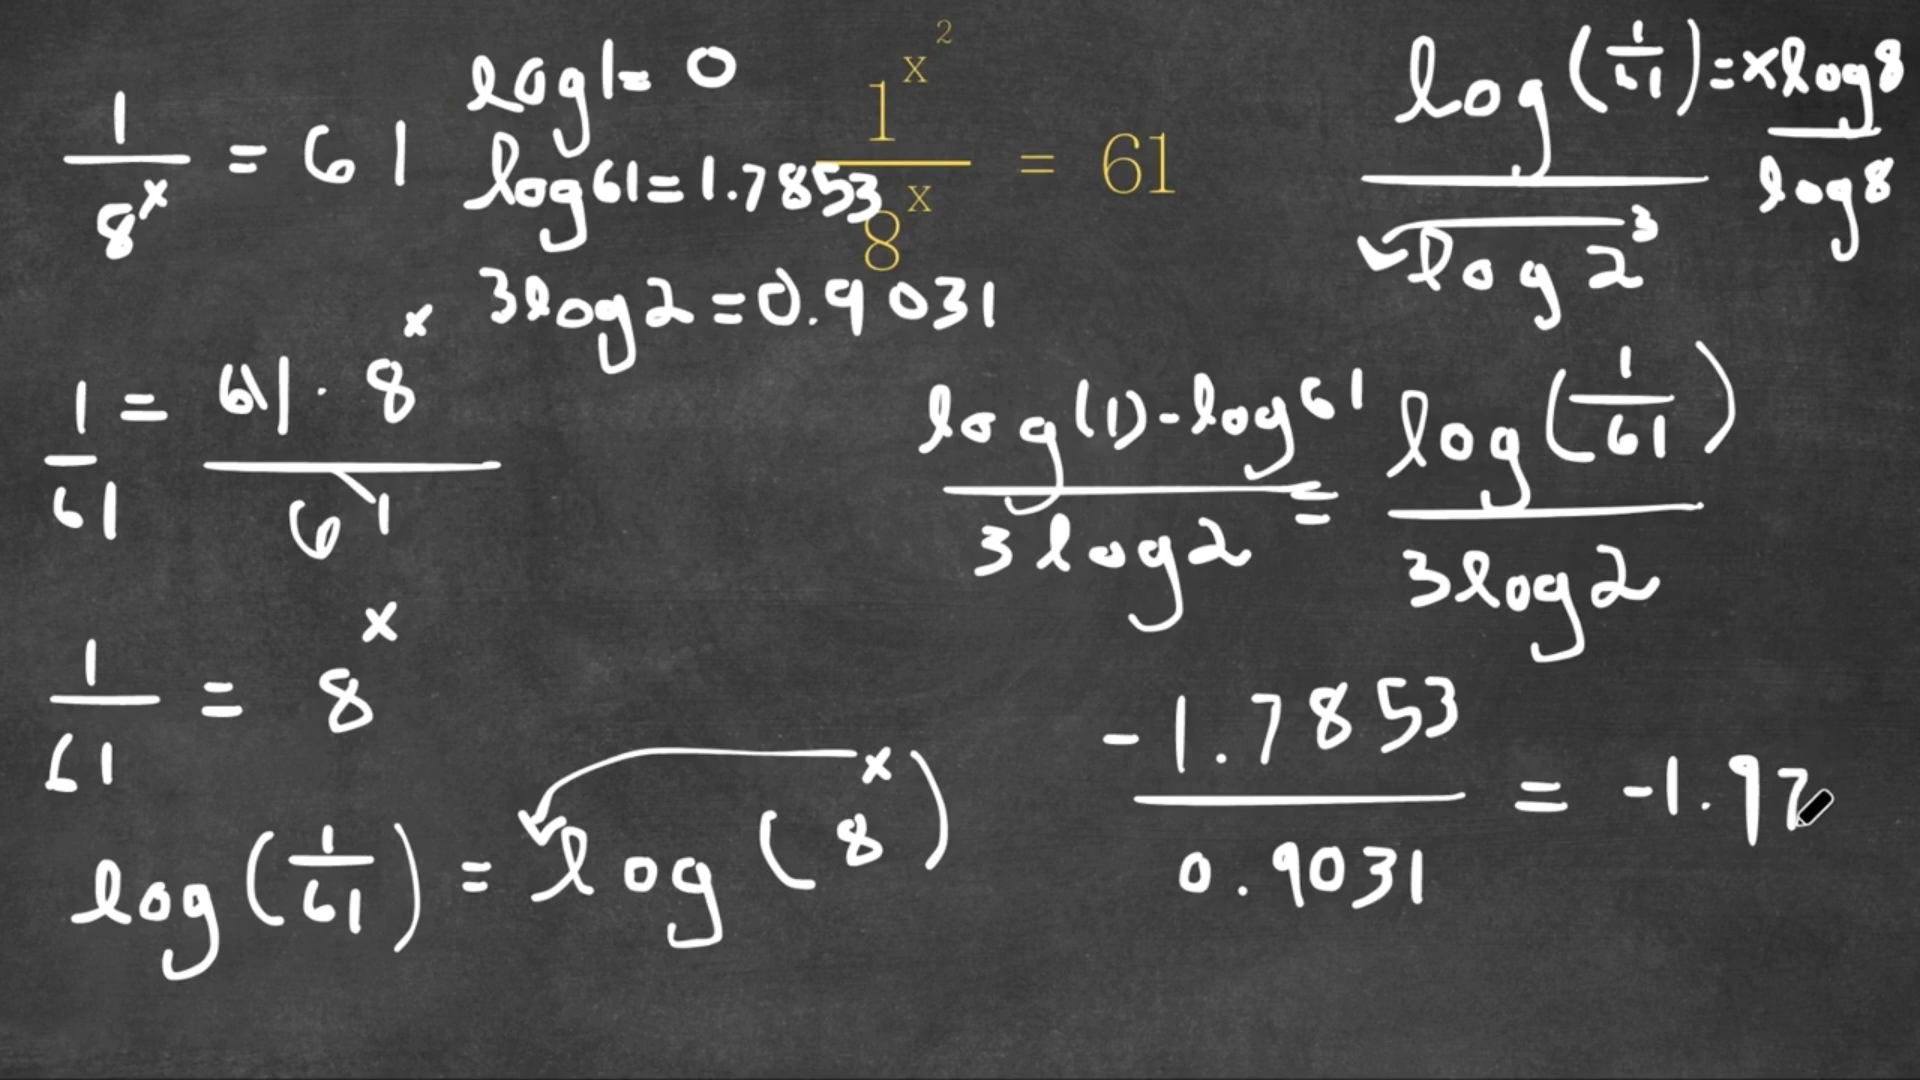 1^x^2 / 8^x = 61
1 / 8^x = 61
1 / 61 = 61 · 8^x / 61
1 / 61 = 8^x
log(1/61) = log(8^x)
log1 = 0
log61 = 1.7853
3log2 = 0.9031
log(1/61) / log2^3 = xlog8 / log8
log(1) - log61 / 3log2 = log(1/61) / 3log2
-1.7853 / 0.9031 = -1.97